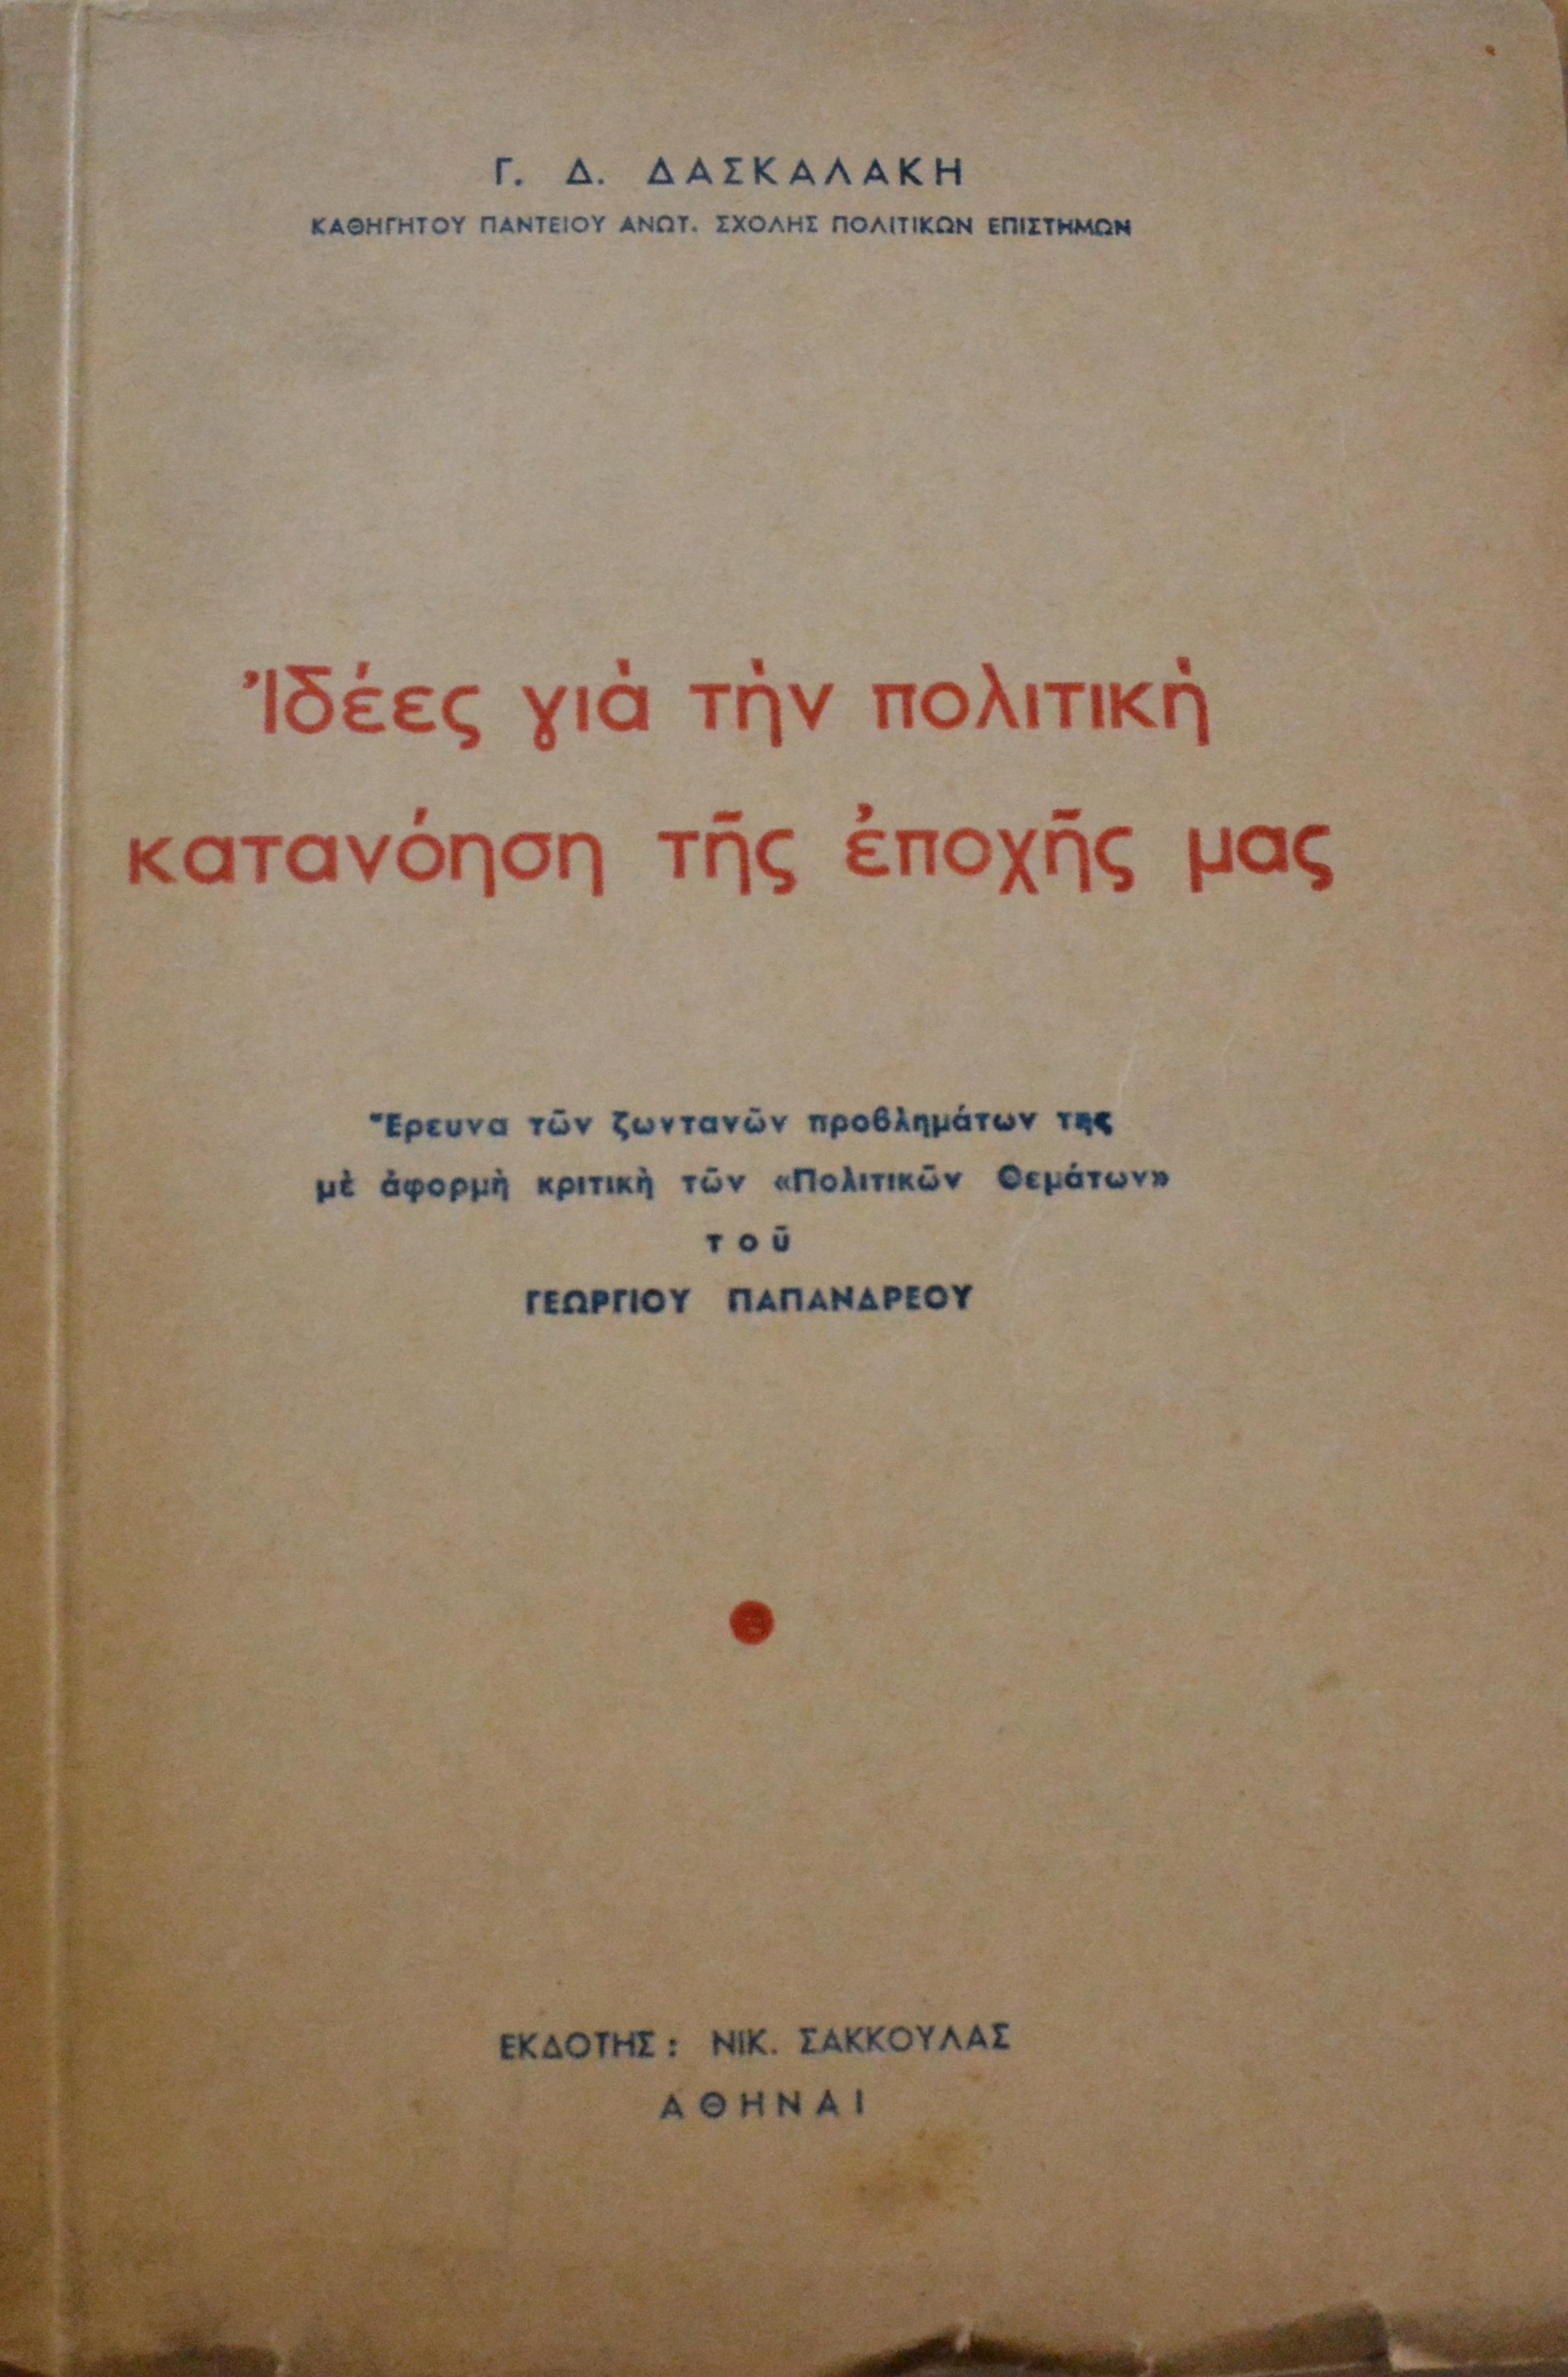 Γ. Δ. ΔΑΣΚΑΛΑΚΗ
ΚΑΘΗΓΗΤΟΥ ΠΑΝΤΕΙΟΥ ΑΝΩΤ. ΣΧΟΛΗΣ ΠΟΛΙΤΙΚΩΝ ΕΠΙΣΤΗΜΩΝ
Ἰδέες γιὰ τὴν πολιτικὴ
κατανόηση τῆς ἐποχῆς μας
Ἔρευνα τῶν ζωντανῶν προβλημάτων της
μὲ ἀφορμὴ κριτικὴ τῶν «Πολιτικῶν Θεμάτων»
τοῦ
ΓΕΩΡΓΙΟΥ ΠΑΠΑΝΔΡΕΟΥ
ΕΚΔΟΤΗΣ: ΝΙΚ. ΣΑΚΚΟΥΛΑΣ
ΑΘΗΝΑΙ